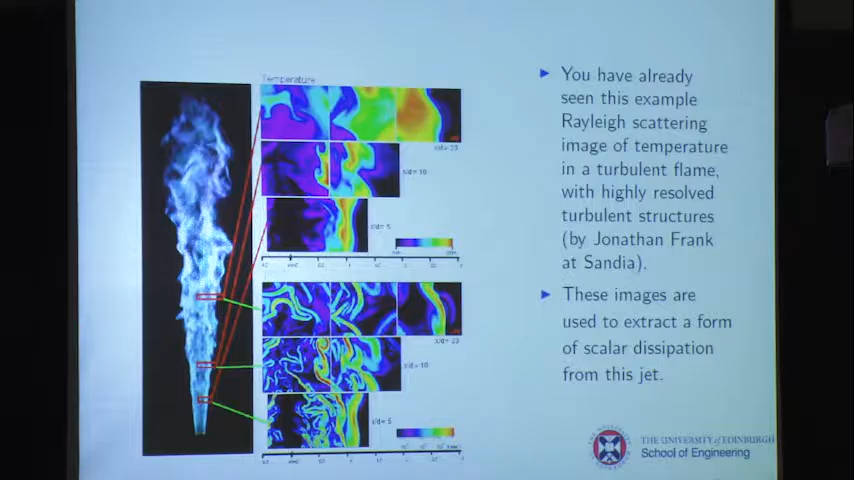 Temperature
x/d= 10
x/d= 5
x/d= 10
x/d= 5
You have already
seen this example
Rayleigh scattering
image of temperature
in a turbulent flame,
with highly resolved
turbulent structures
(by Jonathan Frank
at Sandia).
These images are
used to extract a form
of scalar dissipation
from this jet.
THE UNIVERSITY of EDINBURGH
School of Engineering